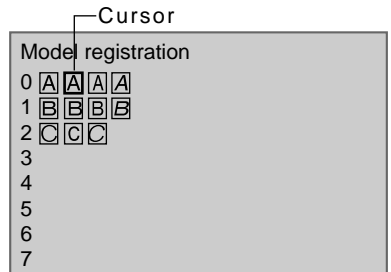 Cursor
Model registration
0 A A A A
1 B B B B
2 C C C
3
4
5
6
7